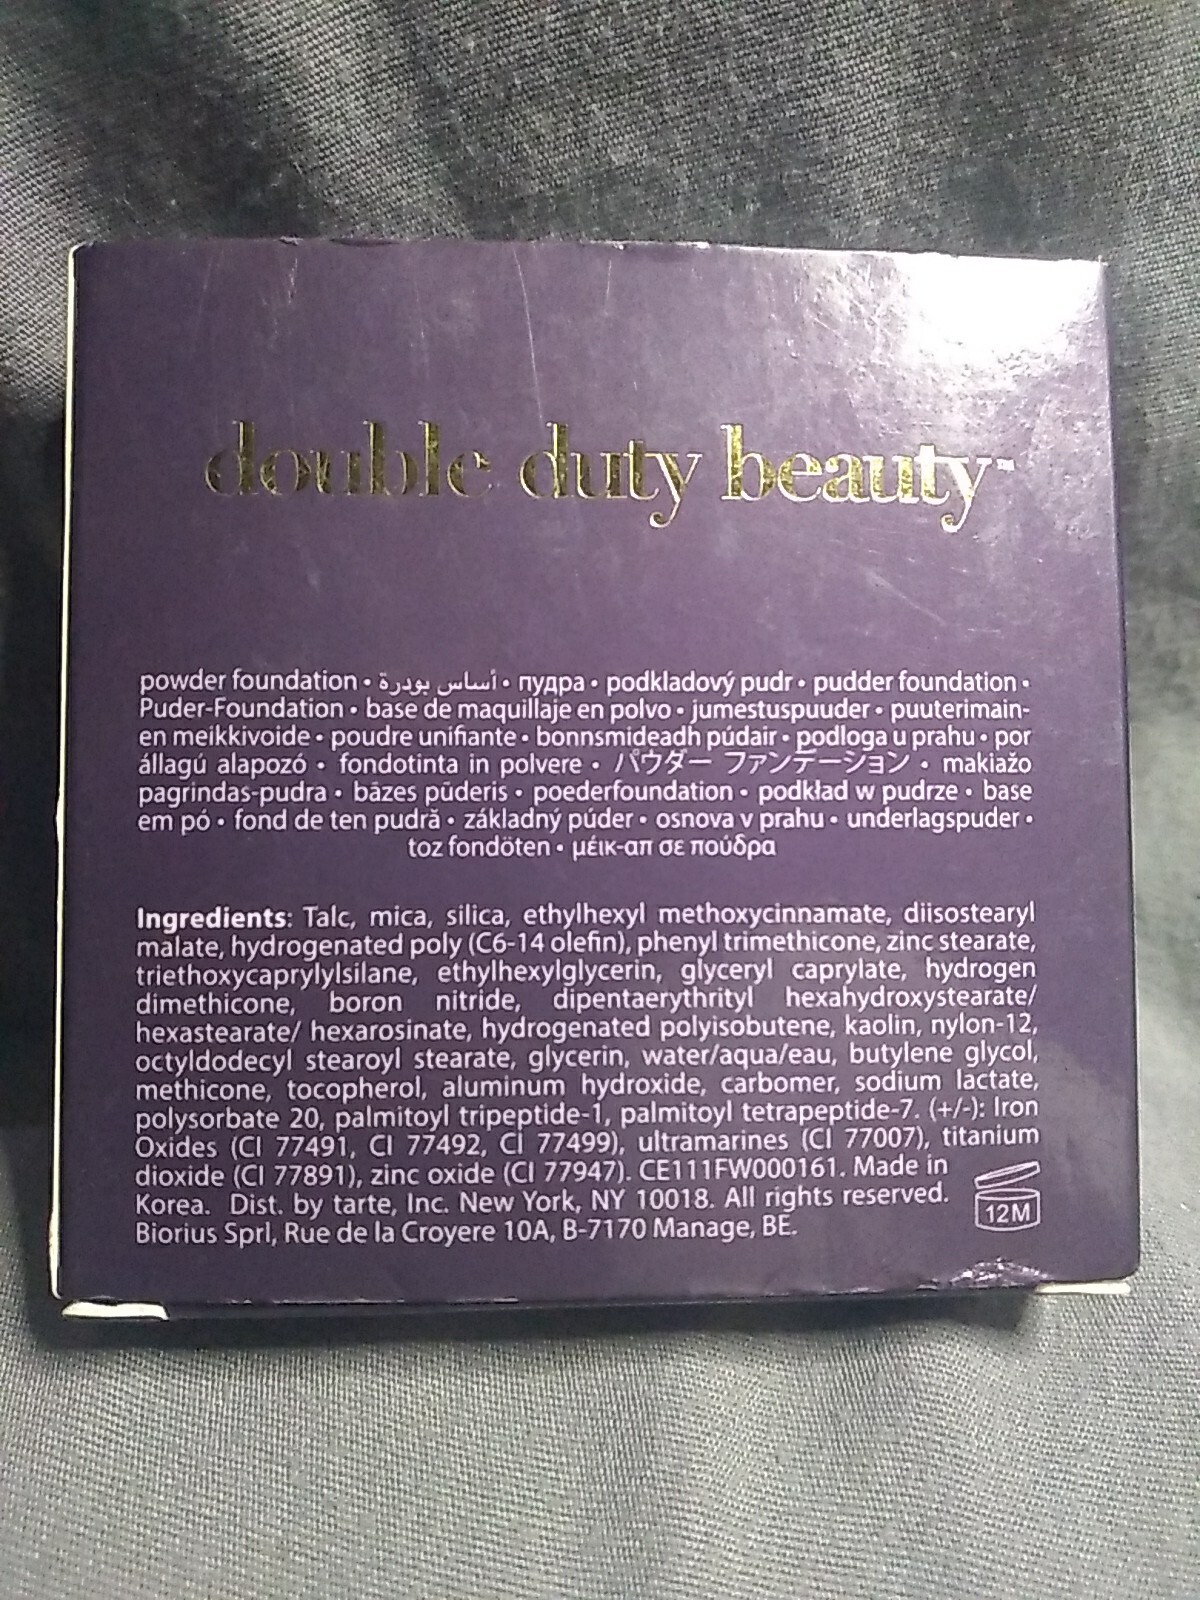 double duty beauty™
powder foundation • أساس بودرة • пудра • podkladový pudr • pudder foundation •
Puder-Foundation • base de maquillaje en polvo • jumestuspuuder • puuterimain-
en meikkivoide • poudre unifiante • bonnsmideadh púdair • podloga u prahu • por
állagú alapozó • fondotinta in polvere • パウダー ファンデーション • makiažo
pagrindas-pudra • bāzes pūderis • poederfoundation • podkład w pudrze • base
em pó • fond de ten pudră • základný púder • osnova v prahu • underlagspuder •
toz fondöten • μέικ-απ σε πούδρα
Ingredients: Talc, mica, silica, ethylhexyl methoxycinnamate, diisostearyl
malate, hydrogenated poly (C6-14 olefin), phenyl trimethicone, zinc stearate,
triethoxycaprylylsilane, ethylhexylglycerin, glyceryl caprylate, hydrogen
dimethicone, boron nitride, dipentaerythrityl hexahydroxystearate/
hexastearate/ hexarosinate, hydrogenated polyisobutene, kaolin, nylon-12,
octyldodecyl stearoyl stearate, glycerin, water/aqua/eau, butylene glycol,
methicone, tocopherol, aluminum hydroxide, carbomer, sodium lactate,
polysorbate 20, palmitoyl tripeptide-1, palmitoyl tetrapeptide-7. (+/-): Iron
Oxides (CI 77491, CI 77492, CI 77499), ultramarines (CI 77007), titanium
dioxide (CI 77891), zinc oxide (CI 77947). CE111FW000161. Made in
Korea. Dist. by tarte, Inc. New York, NY 10018. All rights reserved.
Biorius Sprl, Rue de la Croyere 10A, B-7170 Manage, BE.
12M